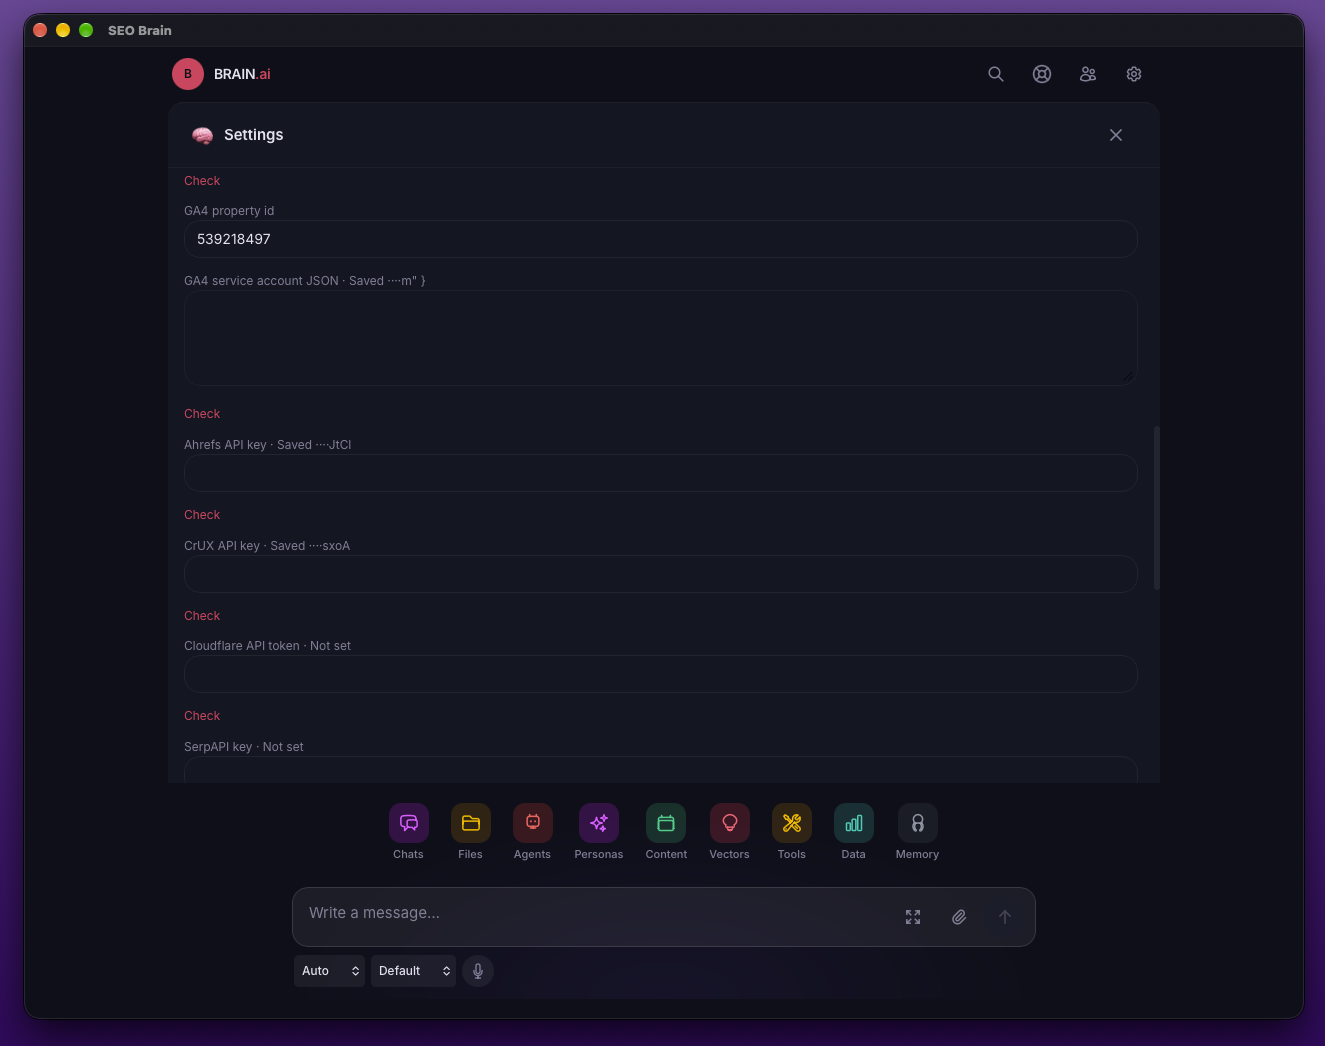 SEO Brain
B
BRAIN.ai
Settings
Check
GA4 property id
539218497
GA4 service account JSON · Saved ····m" }
Check
Ahrefs API key · Saved ····JtCl
Check
CrUX API key · Saved ····sxoA
Check
Cloudflare API token · Not set
Check
SerpAPI key · Not set
Chats
Files
Agents
Personas
Content
Vectors
Tools
Data
Memory
Write a message...
Auto
Default